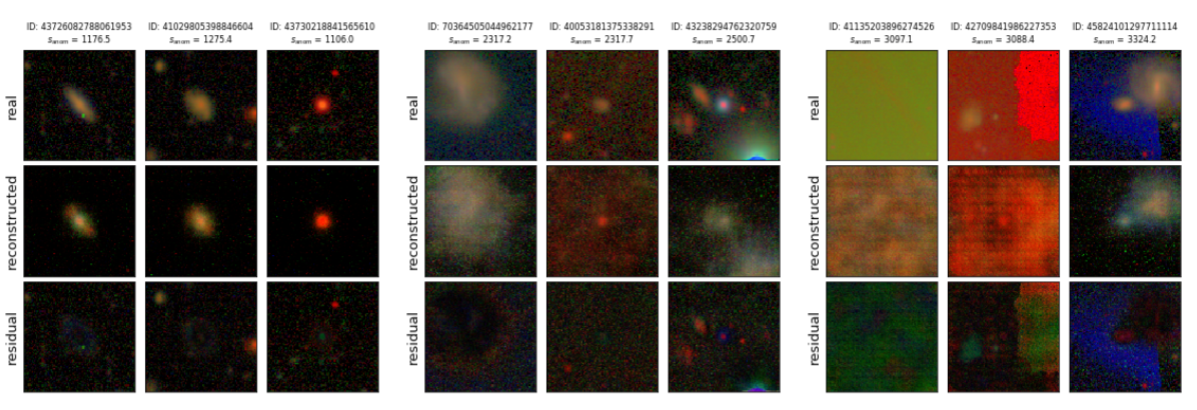 ID: 43726082788061953 ID: 41029805398846604 ID: 43730218841565610 ID: 70364505044962177 ID: 40053181375338291 ID: 43238294762320759 ID: 41135203896274526 ID: 42709841986227353 ID: 45824101297711114
s_anom = 1176.5 s_anom = 1275.4 s_anom = 1106.0 s_anom = 2317.2 s_anom = 2317.7 s_anom = 2500.7 s_anom = 3097.1 s_anom = 3088.4 s_anom = 3324.2
real real real
reconstructed reconstructed reconstructed
residual residual residual